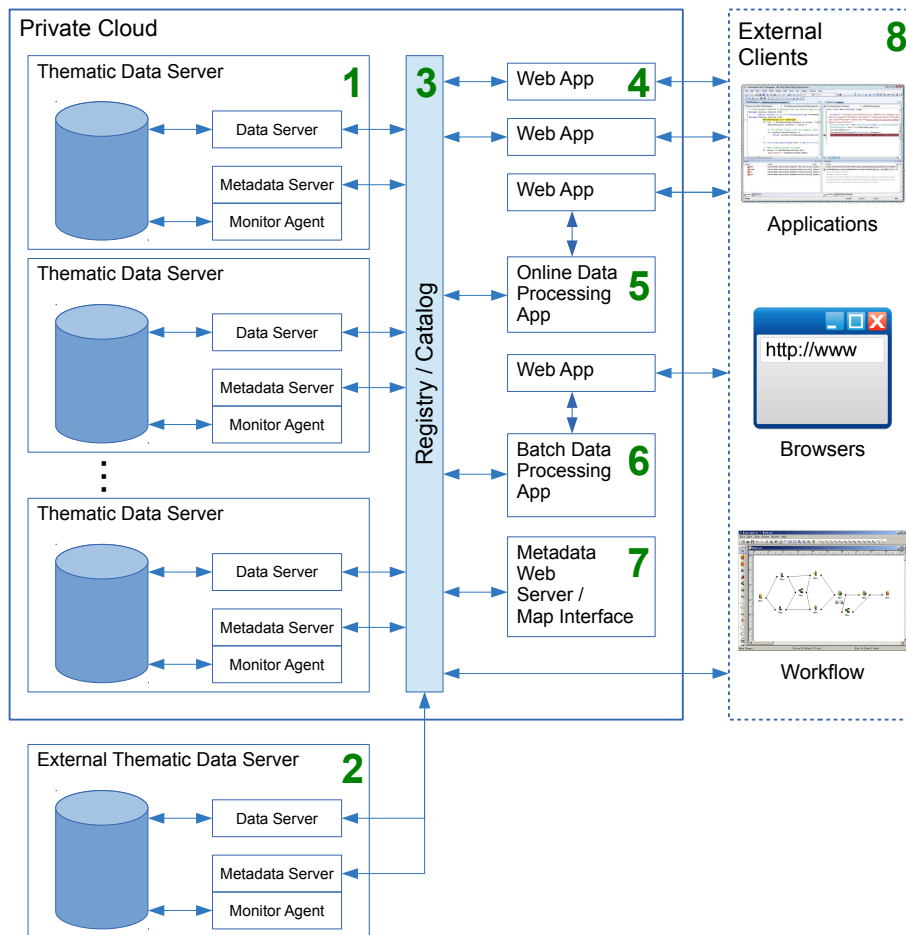 Private Cloud
Thematic Data Server
1
Data Server
Metadata Server
Monitor Agent
Thematic Data Server
Data Server
Metadata Server
Monitor Agent
Thematic Data Server
Data Server
Metadata Server
Monitor Agent
3
Registry / Catalog
Web App
4
Web App
Web App
Online Data
Processing
App
5
Web App
Batch Data
Processing
App
6
Metadata
Web
Server /
Map Interface
7
External
Clients
8
Applications
http://www
Browsers
Workflow
External Thematic Data Server
2
Data Server
Metadata Server
Monitor Agent